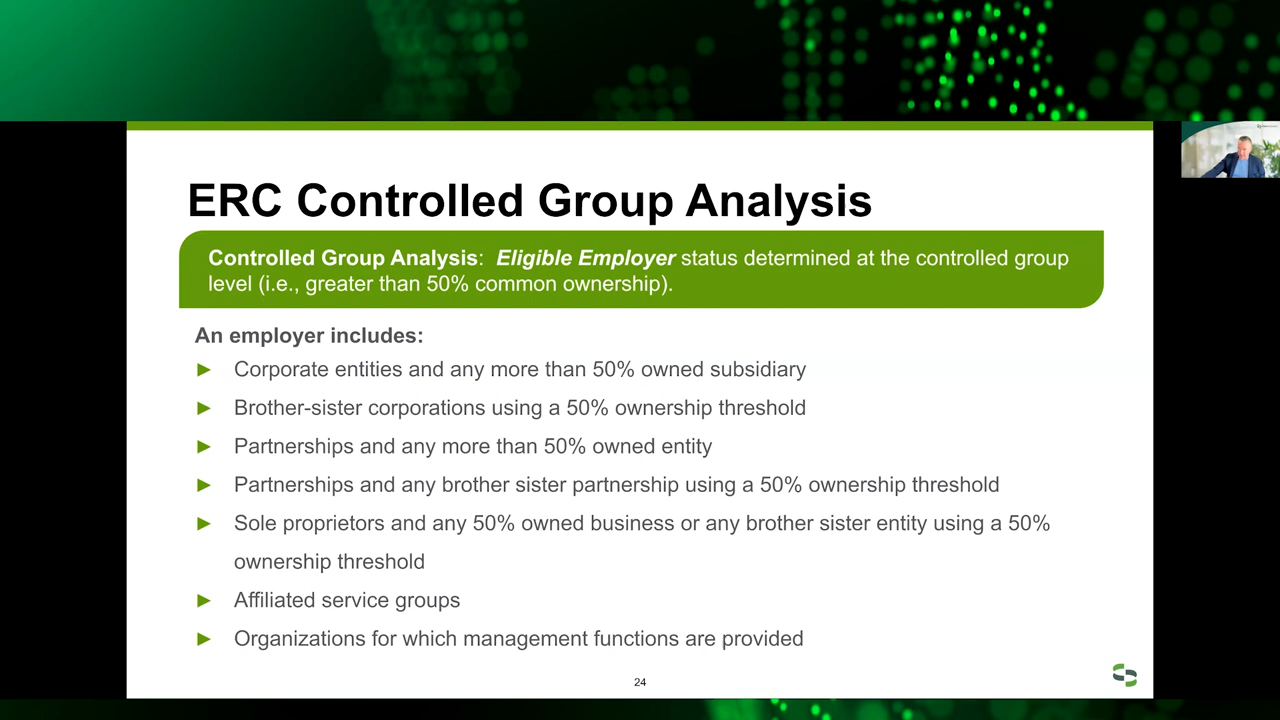 ERC Controlled Group Analysis
Controlled Group Analysis: Eligible Employer status determined at the controlled group
level (i.e., greater than 50% common ownership).
An employer includes:
► Corporate entities and any more than 50% owned subsidiary
► Brother-sister corporations using a 50% ownership threshold
► Partnerships and any more than 50% owned entity
► Partnerships and any brother sister partnership using a 50% ownership threshold
► Sole proprietors and any 50% owned business or any brother sister entity using a 50%
ownership threshold
► Affiliated service groups
► Organizations for which management functions are provided
24